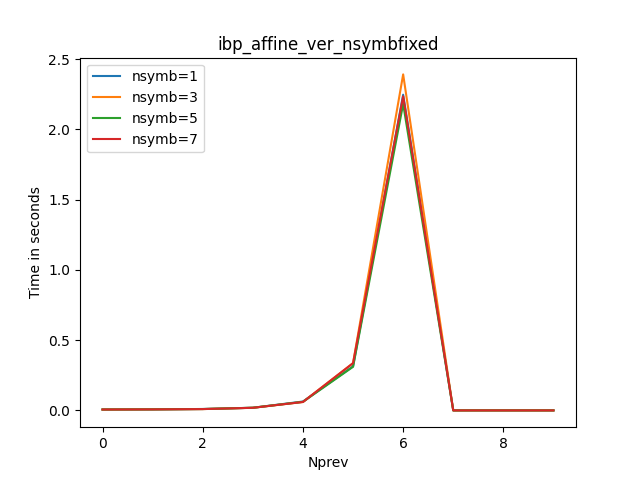 ibp_affine_ver_nsymbfixed
nsymb=1
nsymb=3
nsymb=5
nsymb=7
Time in seconds
2.5
2.0
1.5
1.0
0.5
0.0
0 2 4 6 8
Nprev